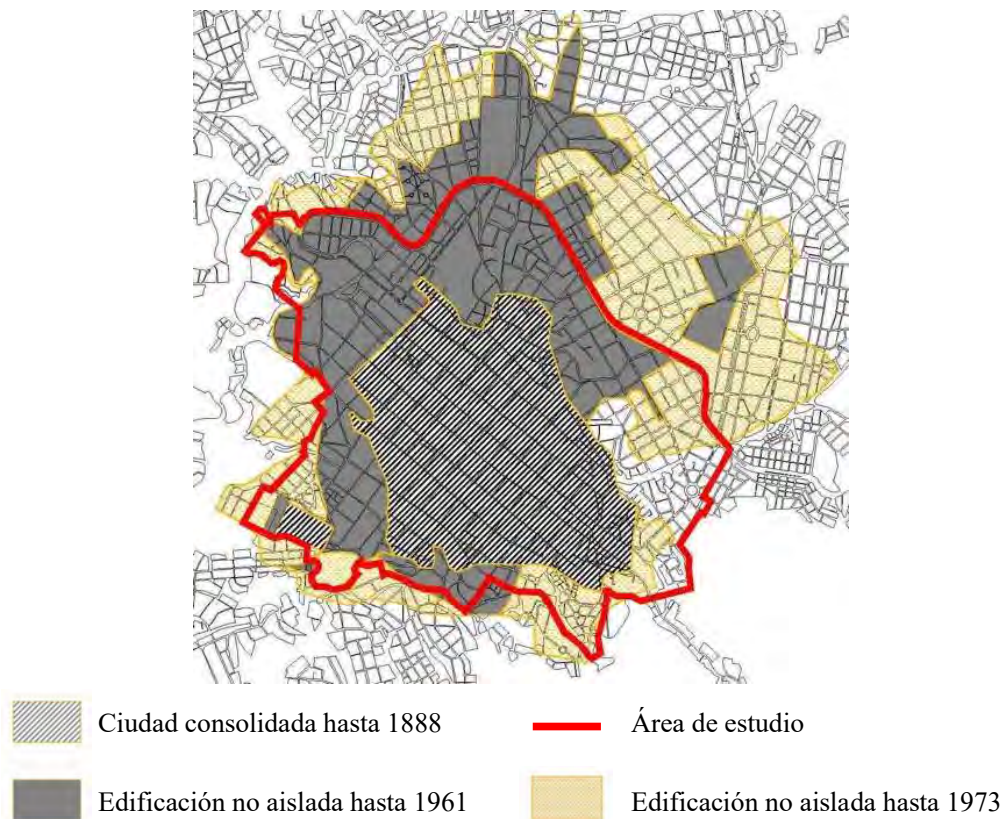 Ciudad consolidada hasta 1888
Área de estudio
Edificación no aislada hasta 1961
Edificación no aislada hasta 1973